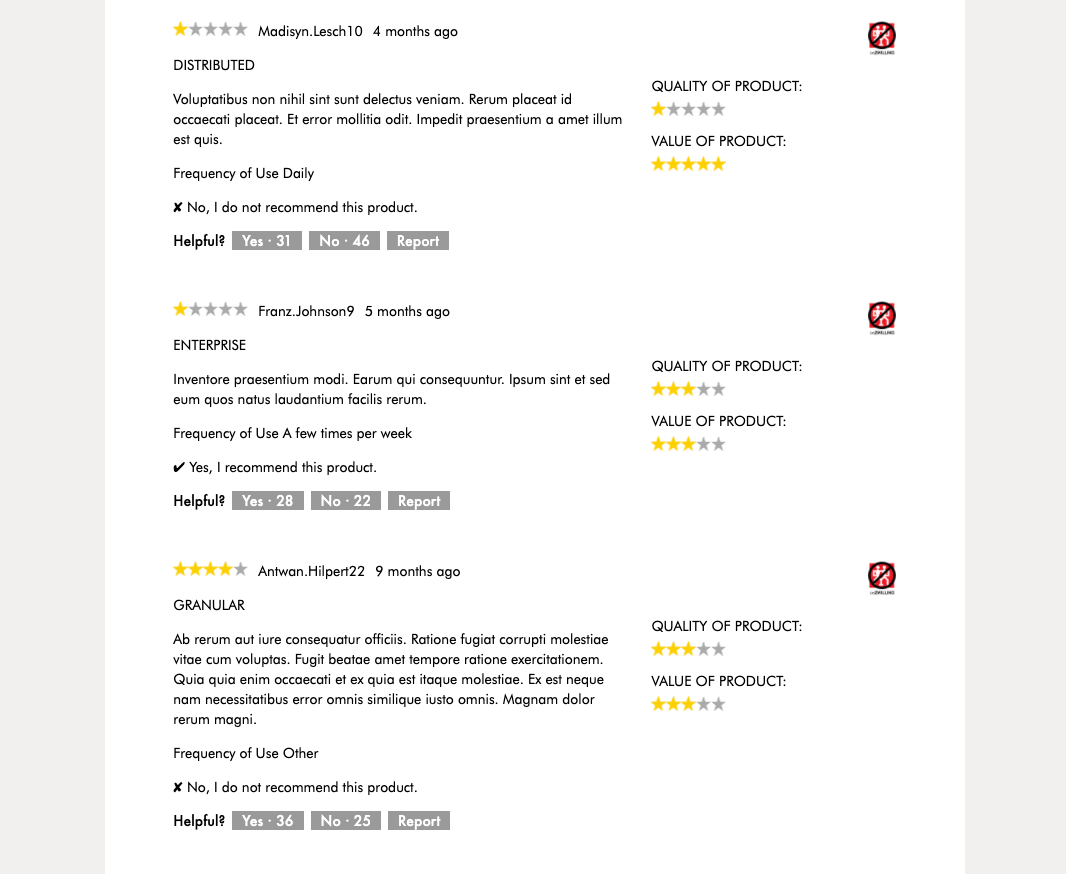 Madisyn.Lesch10 4 months ago
DISTRIBUTED
Voluptatibus non nihil sint sunt delectus veniam. Rerum placeat id
occaecati placeat. Et error mollitia odit. Impedit praesentium a amet illum
est quis.
Frequency of Use Daily
✘ No, I do not recommend this product.
Helpful? Yes · 31 No · 46 Report
QUALITY OF PRODUCT:
VALUE OF PRODUCT:
Franz.Johnson9 5 months ago
ENTERPRISE
Inventore praesentium modi. Earum qui consequuntur. Ipsum sint et sed
eum quos natus laudantium facilis rerum.
Frequency of Use A few times per week
✔ Yes, I recommend this product.
Helpful? Yes · 28 No · 22 Report
QUALITY OF PRODUCT:
VALUE OF PRODUCT:
Antwan.Hilpert22 9 months ago
GRANULAR
Ab rerum aut iure consequatur officiis. Ratione fugiat corrupti molestiae
vitae cum voluptas. Fugit beatae amet tempore ratione exercitationem.
Quia quia enim occaecati et ex quia est itaque molestiae. Ex est neque
nam necessitatibus error omnis similique iusto omnis. Magnam dolor
rerum magni.
Frequency of Use Other
✘ No, I do not recommend this product.
Helpful? Yes · 36 No · 25 Report
QUALITY OF PRODUCT:
VALUE OF PRODUCT: